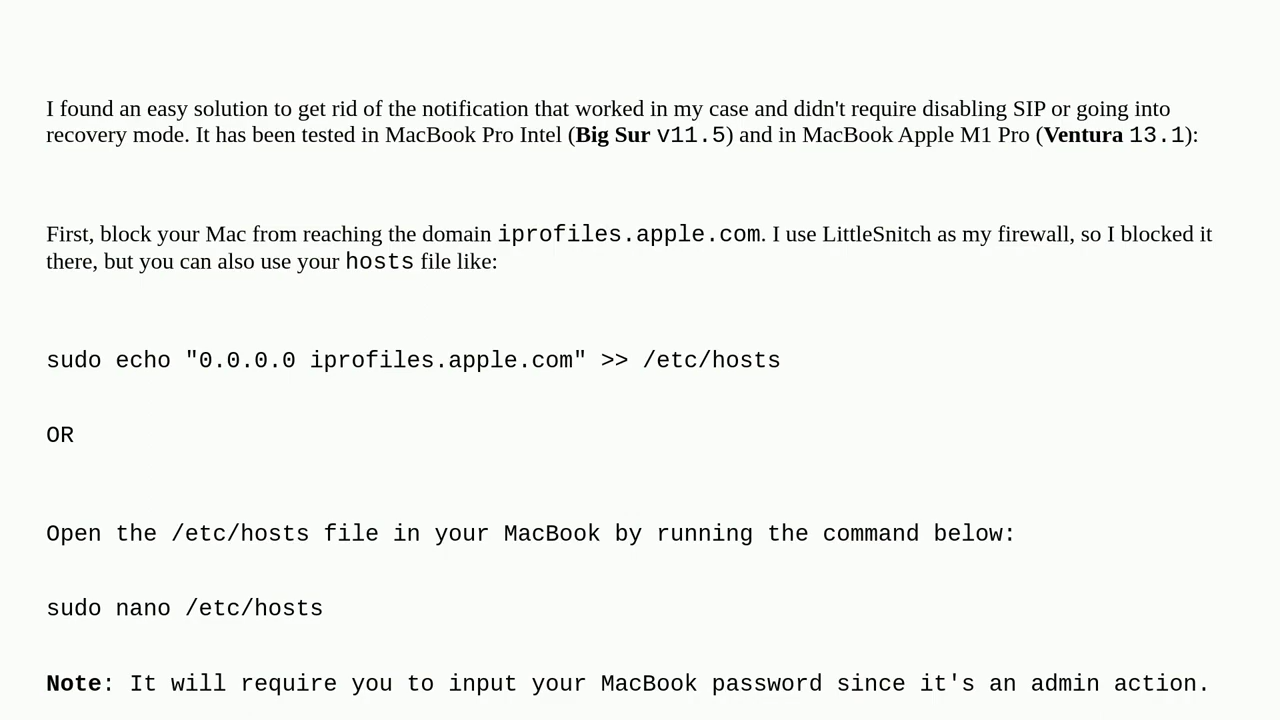 I found an easy solution to get rid of the notification that worked in my case and didn't require disabling SIP or going into
recovery mode. It has been tested in MacBook Pro Intel (Big Sur v11.5) and in MacBook Apple M1 Pro (Ventura 13.1):
First, block your Mac from reaching the domain iprofiles.apple.com. I use LittleSnitch as my firewall, so I blocked it
there, but you can also use your hosts file like:
sudo echo "0.0.0.0 iprofiles.apple.com" >> /etc/hosts
OR
Open the /etc/hosts file in your MacBook by running the command below:
sudo nano /etc/hosts
Note: It will require you to input your MacBook password since it's an admin action.